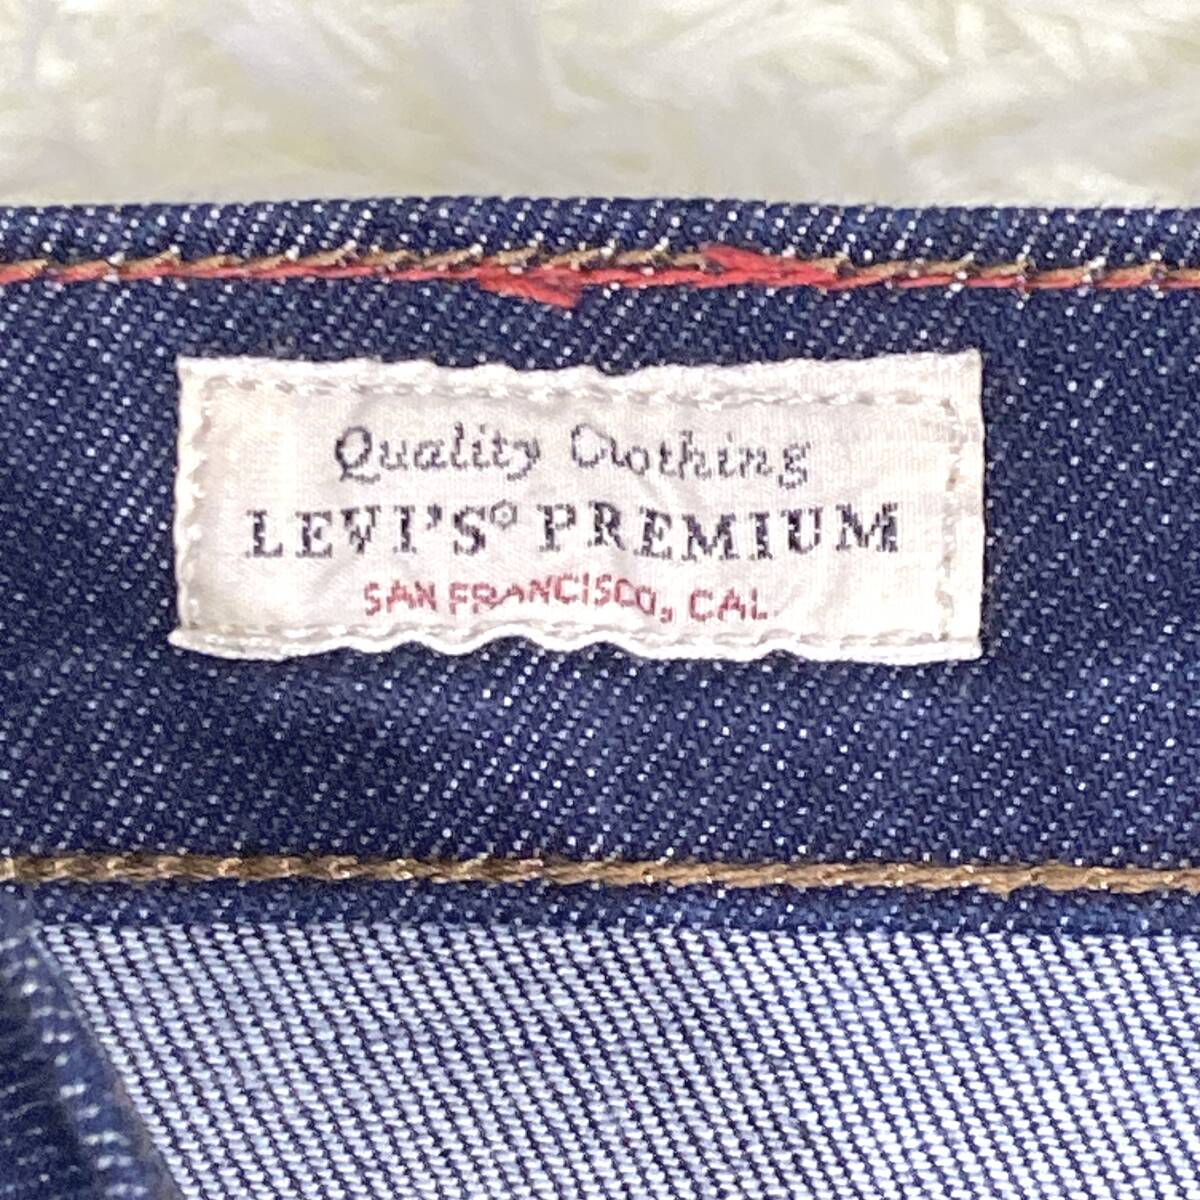 Quality Clothing
LEVI'S® PREMIUM
SAN FRANCISCO, CAL.